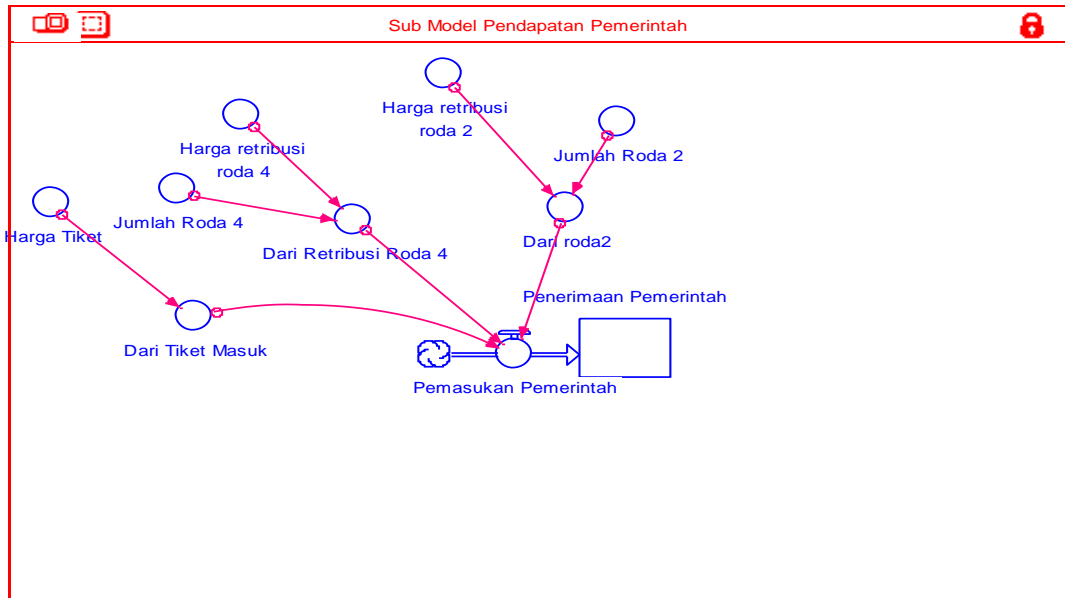 Sub Model Pendapatan Pemerintah
Harga retribusi
roda 2
Harga retribusi
roda 4
Jumlah Roda 2
Jumlah Roda 4
Harga Tiket
Dari Retribusi Roda 4
Dari roda2
Penerimaan Pemerintah
Dari Tiket Masuk
Pemasukan Pemerintah